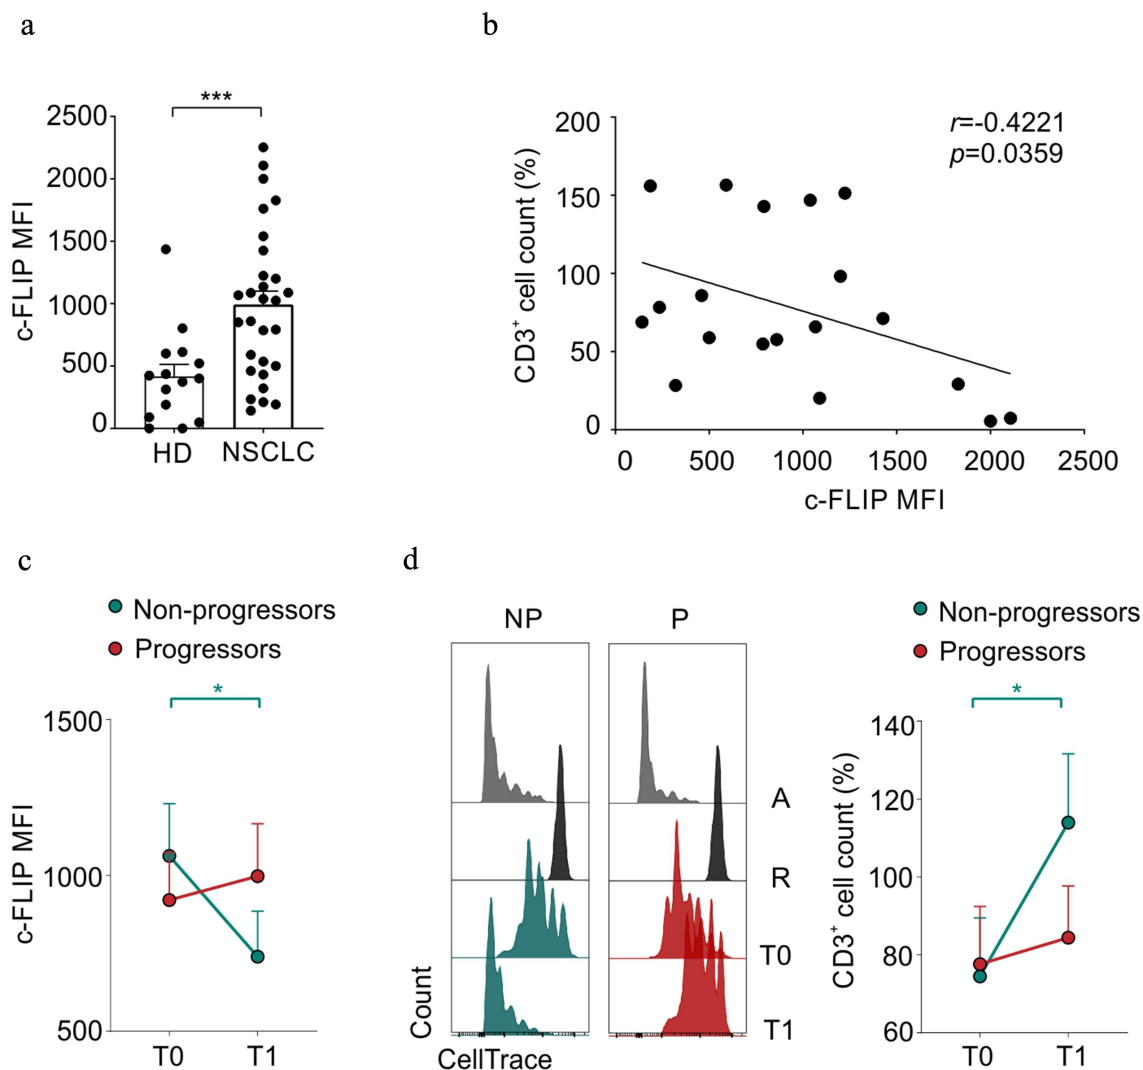 a
***
2500
2000
1500
1000
500
0
c-FLIP MFI
HD
NSCLC
b
r=-0.4221
p=0.0359
200
150
100
50
0
CD3⁺ cell count (%)
0 500 1000 1500 2000 2500
c-FLIP MFI
c
Non-progressors
Progressors
*
1500
1000
500
c-FLIP MFI
T0 T1
d
NP P
A
R
T0
T1
Count
CellTrace
Non-progressors
Progressors
*
140
120
100
80
60
CD3⁺ cell count (%)
T0 T1